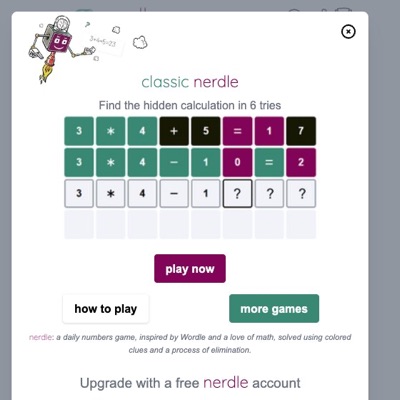 3+4+5=23
classic nerdle
Find the hidden calculation in 6 tries
3 * 4 + 5 = 1 7
3 * 4 − 1 0 = 2
3 * 4 − 1 ? ? ?
play now
how to play
more games
nerdle: a daily numbers game, inspired by Wordle and a love of math, solved using colored
clues and a process of elimination.
Upgrade with a free nerdle account